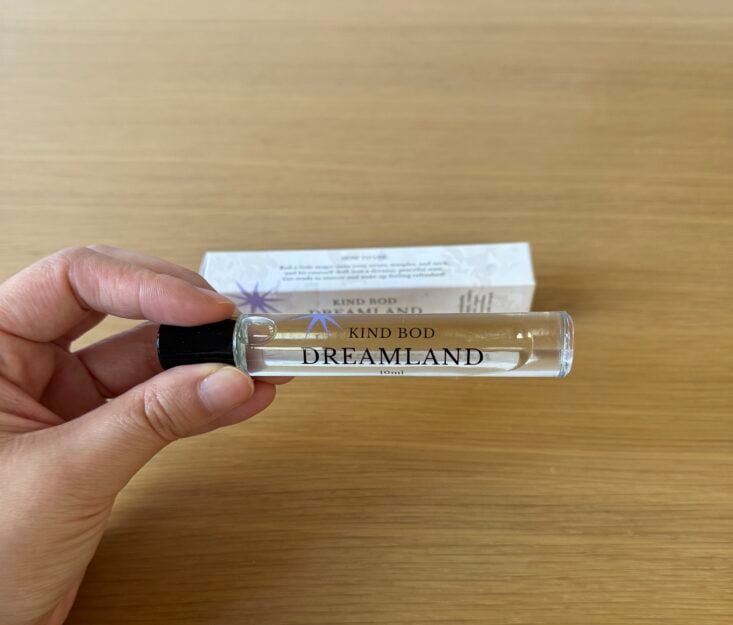 HOW TO USE:
Roll a little magic onto your wrists, temples, and neck,
and let yourself drift into a dreamy, peaceful state.
Get ready to snooze and wake up feeling refreshed!
KIND BOD
DREAMLAND
KIND BOD
DREAMLAND
10ml